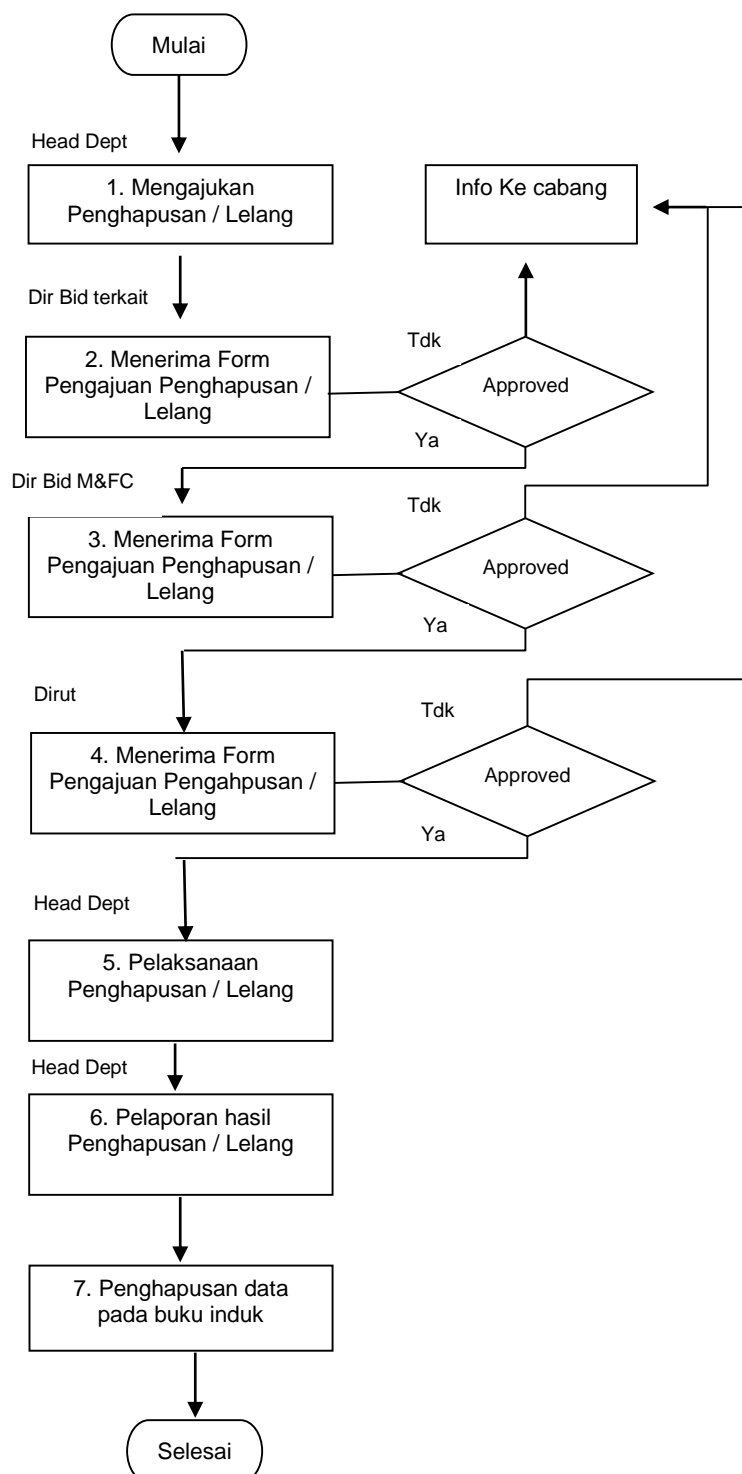 Mulai
Head Dept
1. Mengajukan
Penghapusan / Lelang
Info Ke cabang
Dir Bid terkait
2. Menerima Form
Pengajuan Penghapusan /
Lelang
Tdk
Approved
Ya
Dir Bid M&FC
3. Menerima Form
Pengajuan Penghapusan /
Lelang
Tdk
Approved
Ya
Dirut
4. Menerima Form
Pengajuan Pengahpusan /
Lelang
Tdk
Approved
Ya
Head Dept
5. Pelaksanaan
Penghapusan / Lelang
Head Dept
6. Pelaporan hasil
Penghapusan / Lelang
7. Penghapusan data
pada buku induk
Selesai